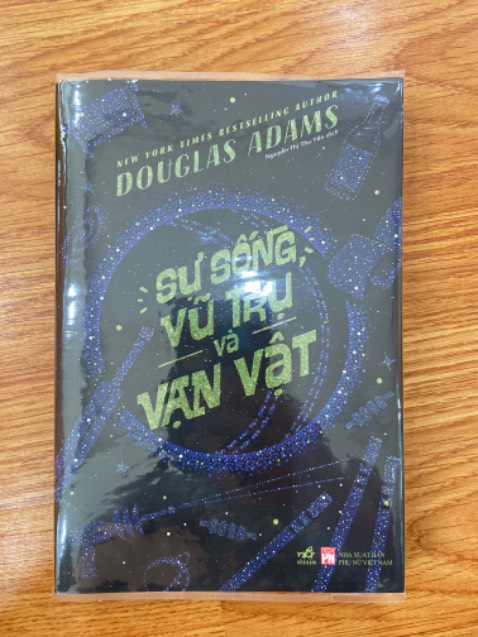 NEW YORK TIMES BESTSELLING AUTHOR
DOUGLAS ADAMS
Nguyễn Thị Thu Yến dịch
SỰ SỐNG,
VŨ TRỤ
và
VẠN VẬT
nhã nam
PN
NHÀ XUẤT BẢN
PHỤ NỮ VIỆT NAM